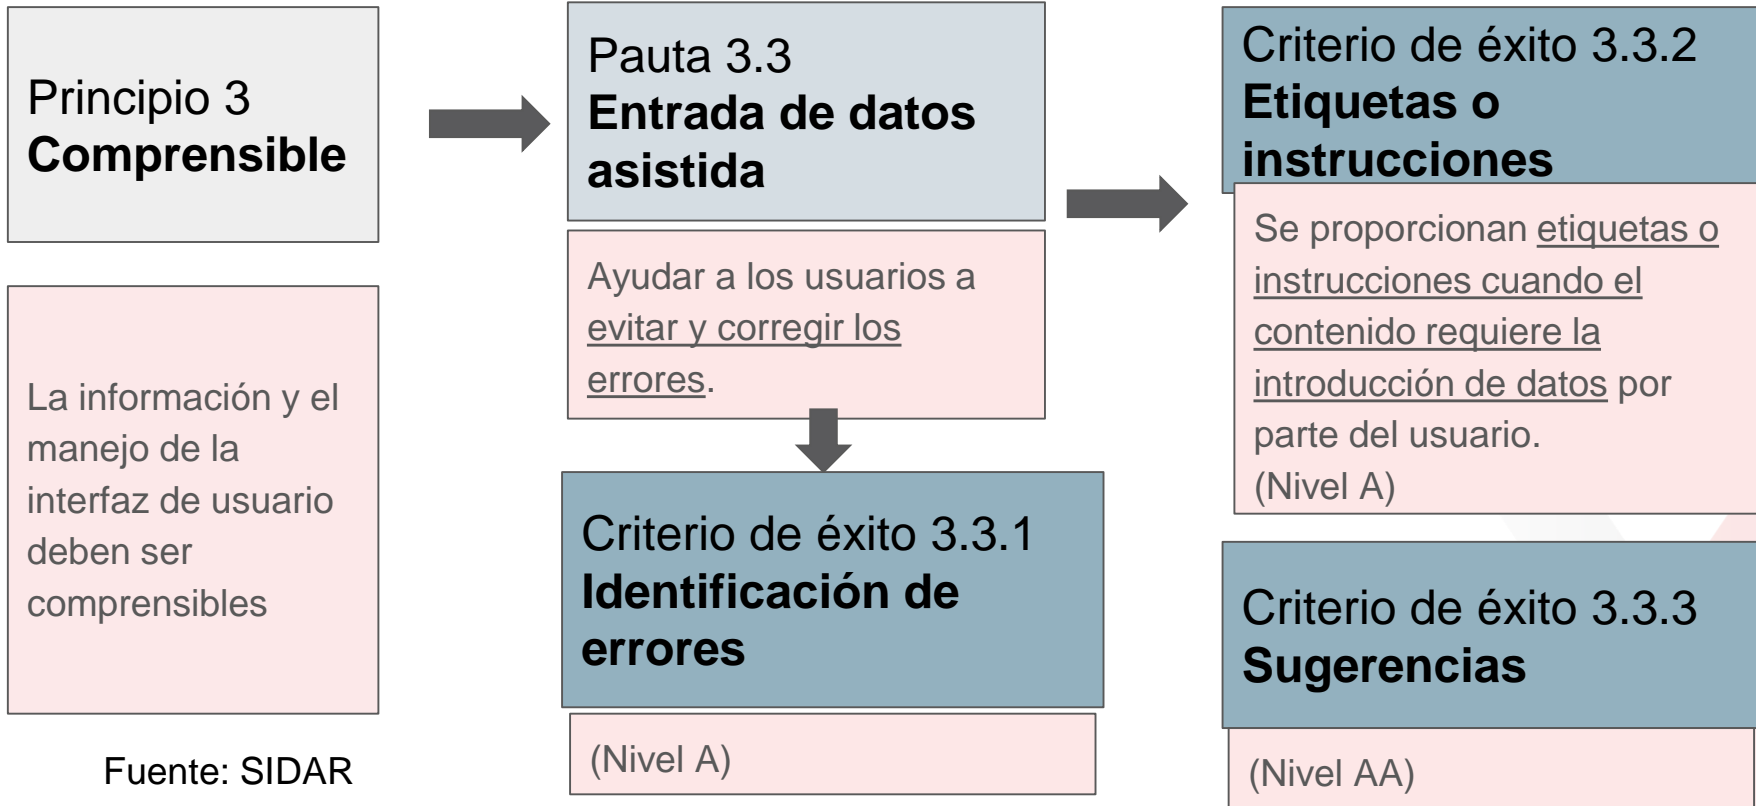 Principio 3
Comprensible
La información y el
manejo de la
interfaz de usuario
deben ser
comprensibles
Fuente: SIDAR
Pauta 3.3
Entrada de datos
asistida
Ayudar a los usuarios a
evitar y corregir los
errores.
Criterio de éxito 3.3.1
Identificación de
errores
(Nivel A)
Criterio de éxito 3.3.2
Etiquetas o
instrucciones
Se proporcionan etiquetas o
instrucciones cuando el
contenido requiere la
introducción de datos por
parte del usuario.
(Nivel A)
Criterio de éxito 3.3.3
Sugerencias
(Nivel AA)